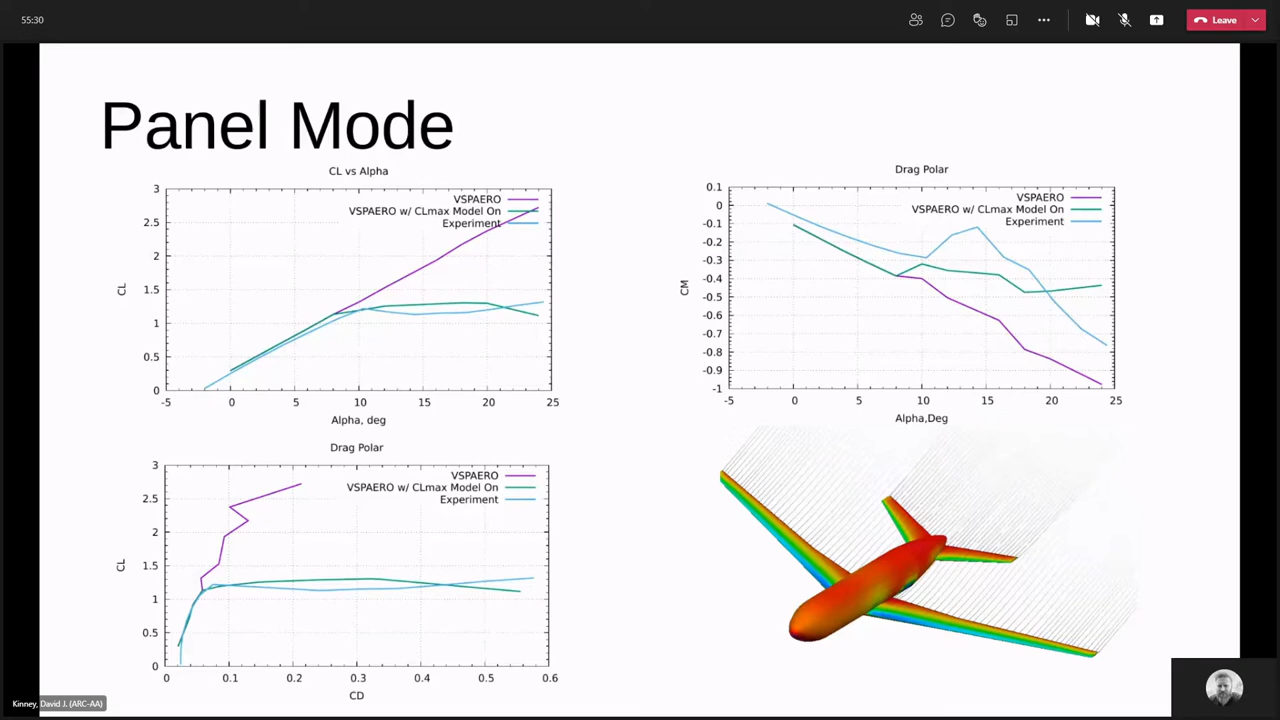 55:30
Leave
Panel Mode
CL vs Alpha
VSPAERO
VSPAERO w/ CLmax Model On
Experiment
3
2.5
2
1.5
1
0.5
0
CL
-5 0 5 10 15 20 25
Alpha, deg
Drag Polar
VSPAERO
VSPAERO w/ CLmax Model On
Experiment
0.1
0
-0.1
-0.2
-0.3
-0.4
-0.5
-0.6
-0.7
-0.8
-0.9
-1
CM
-5 0 5 10 15 20 25
Alpha,Deg
Drag Polar
VSPAERO
VSPAERO w/ CLmax Model On
Experiment
3
2.5
2
1.5
1
0.5
0
CL
0 0.1 0.2 0.3 0.4 0.5 0.6
CD
Kinney, David J. (ARC-AA)